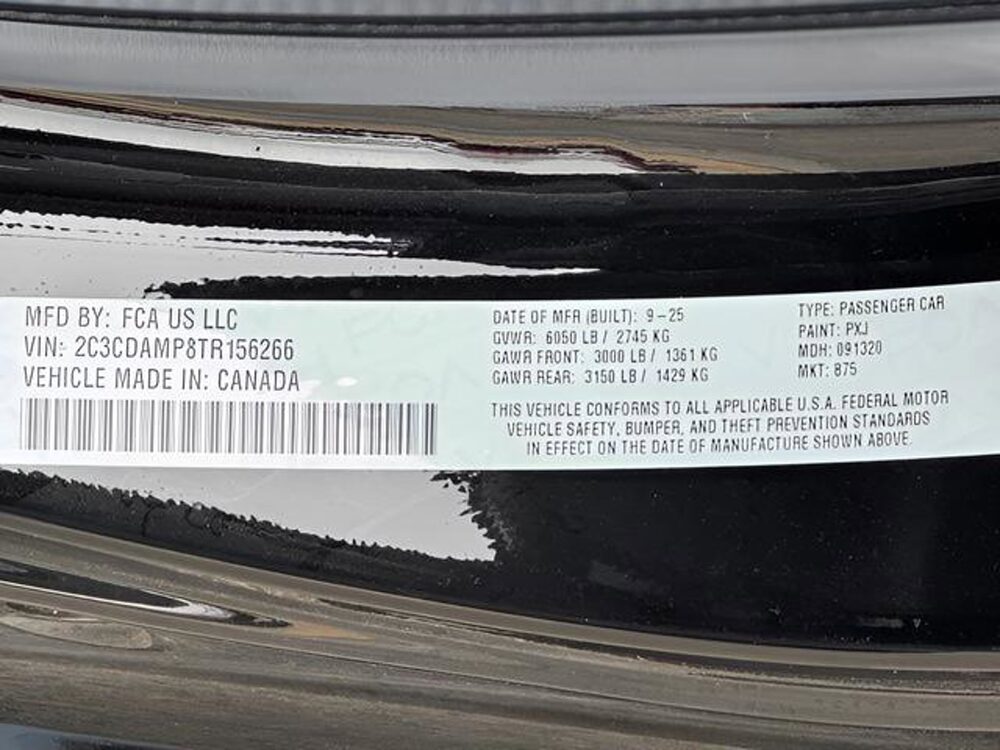 MFD BY: FCA US LLC
VIN: 2C3CDAMP8TR156266
VEHICLE MADE IN: CANADA
DATE OF MFR (BUILT): 9-25
GVWR: 6050 LB / 2745 KG
GAWR FRONT: 3000 LB / 1361 KG
GAWR REAR: 3150 LB / 1429 KG
TYPE: PASSENGER CAR
PAINT: PXJ
MDH: 091320
MKT: 875
THIS VEHICLE CONFORMS TO ALL APPLICABLE U.S.A. FEDERAL MOTOR
VEHICLE SAFETY, BUMPER, AND THEFT PREVENTION STANDARDS
IN EFFECT ON THE DATE OF MANUFACTURE SHOWN ABOVE.